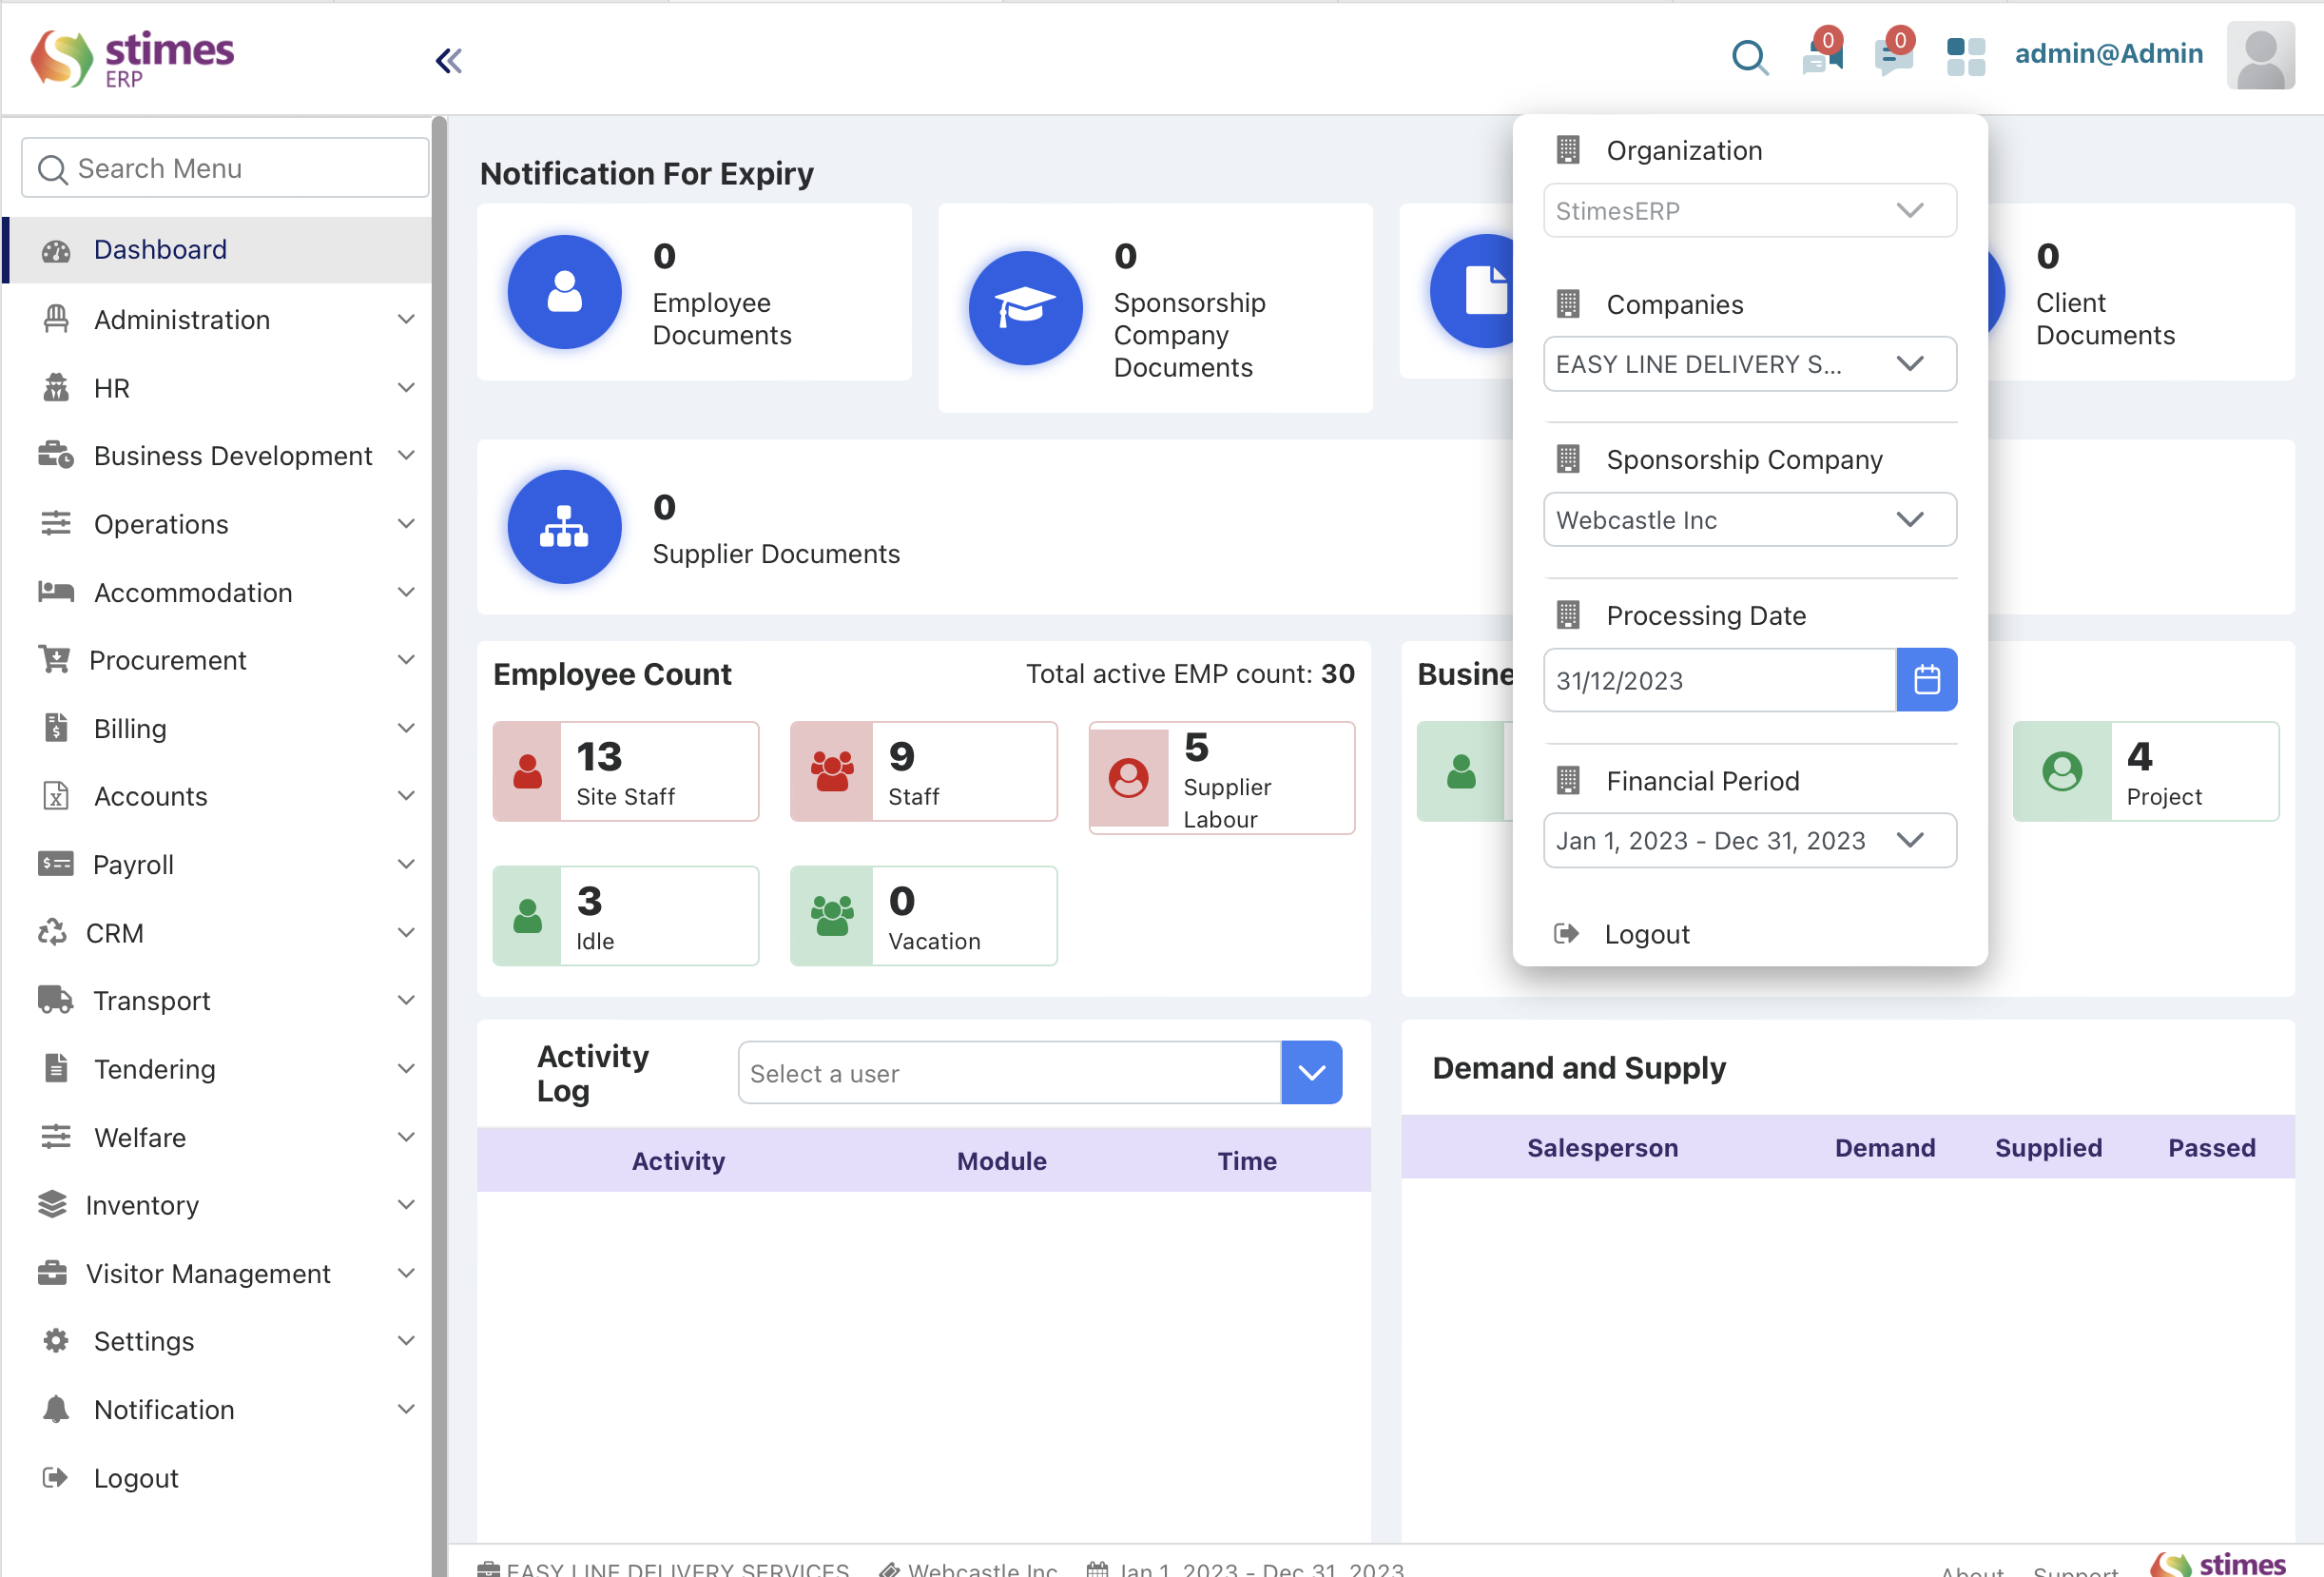 stimes
ERP
0
0
admin@Admin
Search Menu
Dashboard
Administration
HR
Business Development
Operations
Accommodation
Procurement
Billing
Accounts
Payroll
CRM
Transport
Tendering
Welfare
Inventory
Visitor Management
Settings
Notification
Logout
Notification For Expiry
0
Employee
Documents
0
Sponsorship
Company
Documents
0
Client
Documents
0
Supplier Documents
Organization
StimesERP
Companies
EASY LINE DELIVERY S...
Sponsorship Company
Webcastle Inc
Processing Date
31/12/2023
Financial Period
Jan 1, 2023 - Dec 31, 2023
Logout
Employee Count
Total active EMP count: 30
13
Site Staff
9
Staff
5
Supplier
Labour
3
Idle
0
Vacation
Busine
4
Project
Activity
Log
Select a user
Activity Module Time
Demand and Supply
Salesperson Demand Supplied Passed
EASY LINE DELIVERY SERVICES Webcastle Inc Jan 1, 2023 - Dec 31, 2023
About Support stimes